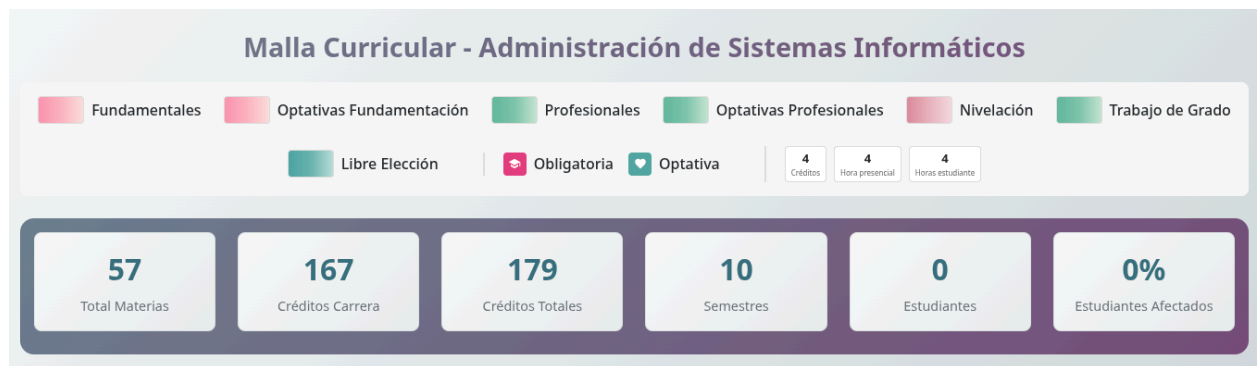 Malla Curricular - Administración de Sistemas Informáticos
Fundamentales Optativas Fundamentación Profesionales Optativas Profesionales Nivelación Trabajo de Grado
Libre Elección Obligatoria Optativa 4 4 4
Créditos Hora presencial Horas estudiante
57 167 179 10 0 0%
Total Materias Créditos Carrera Créditos Totales Semestres Estudiantes Estudiantes Afectados